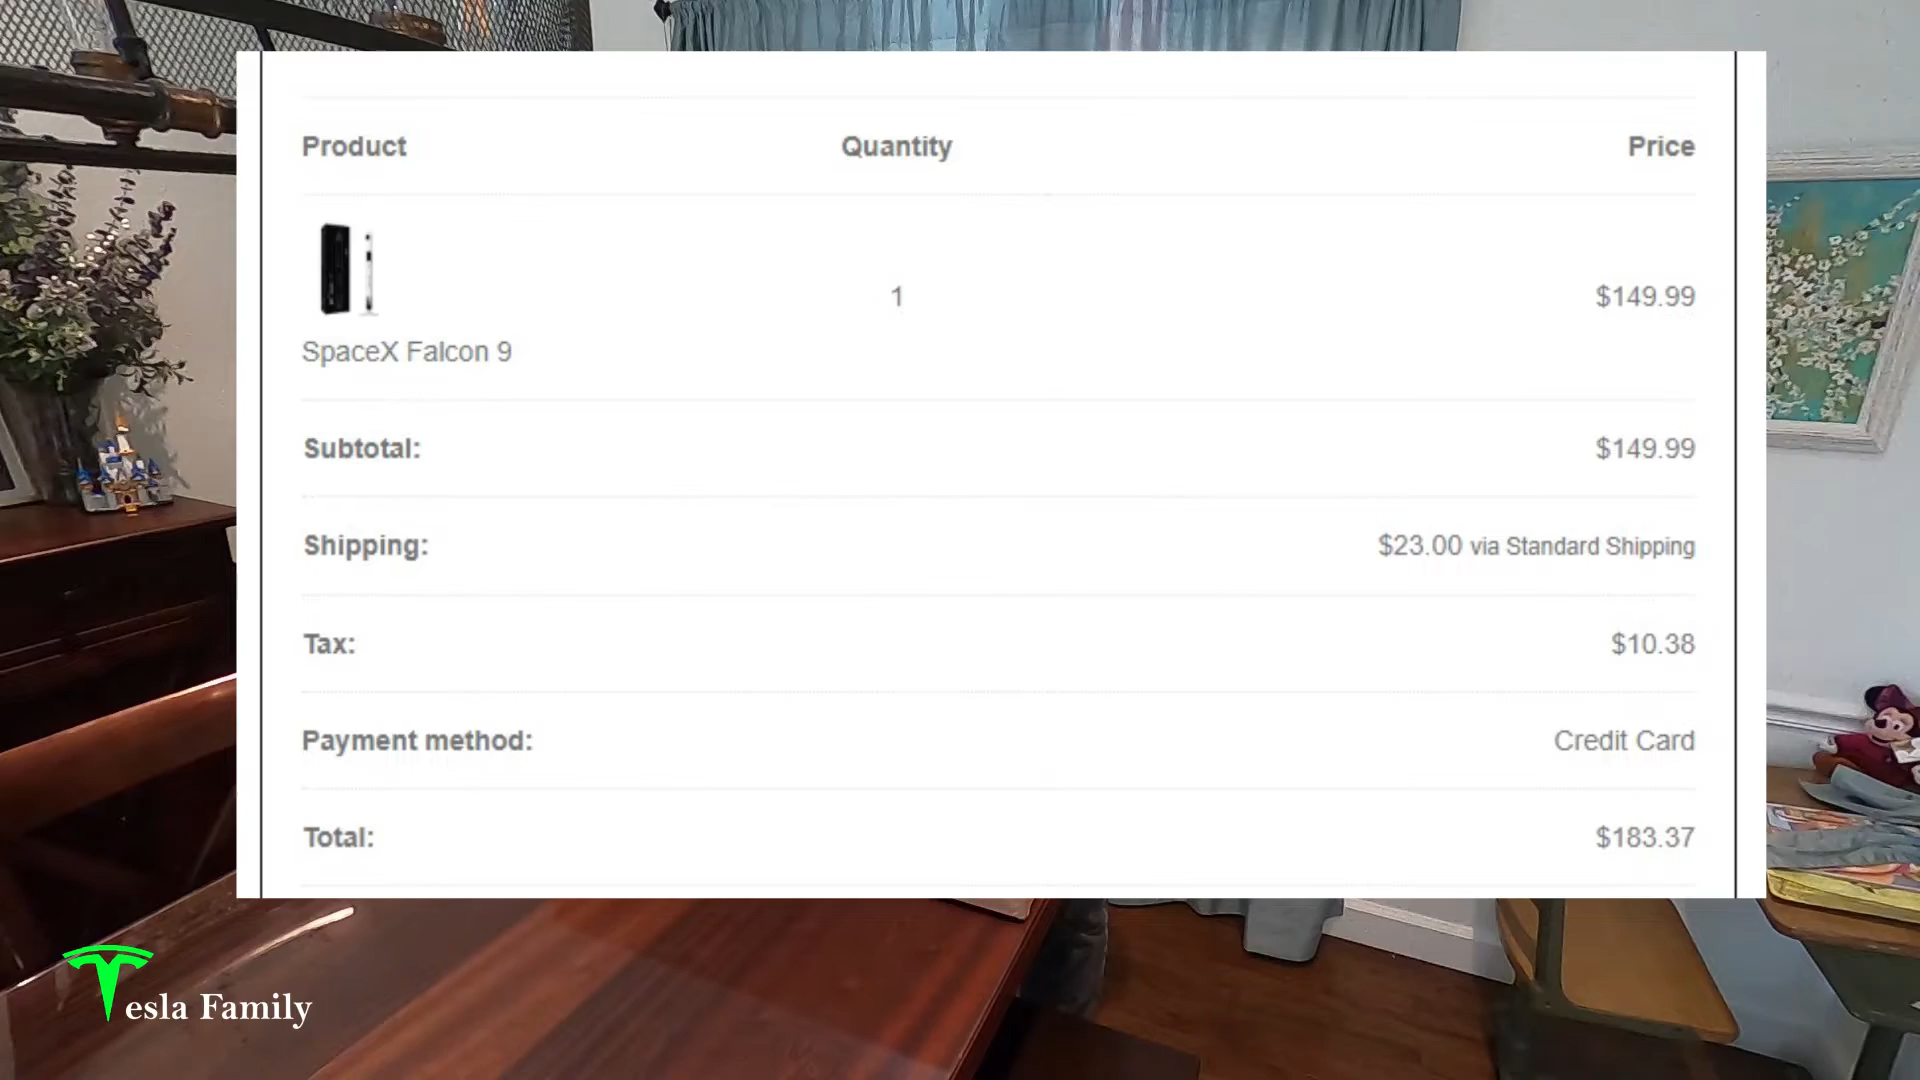 Product Quantity Price
1 $149.99
SpaceX Falcon 9
Subtotal: $149.99
Shipping: $23.00 via Standard Shipping
Tax: $10.38
Payment method: Credit Card
Total: $183.37
Tesla Family